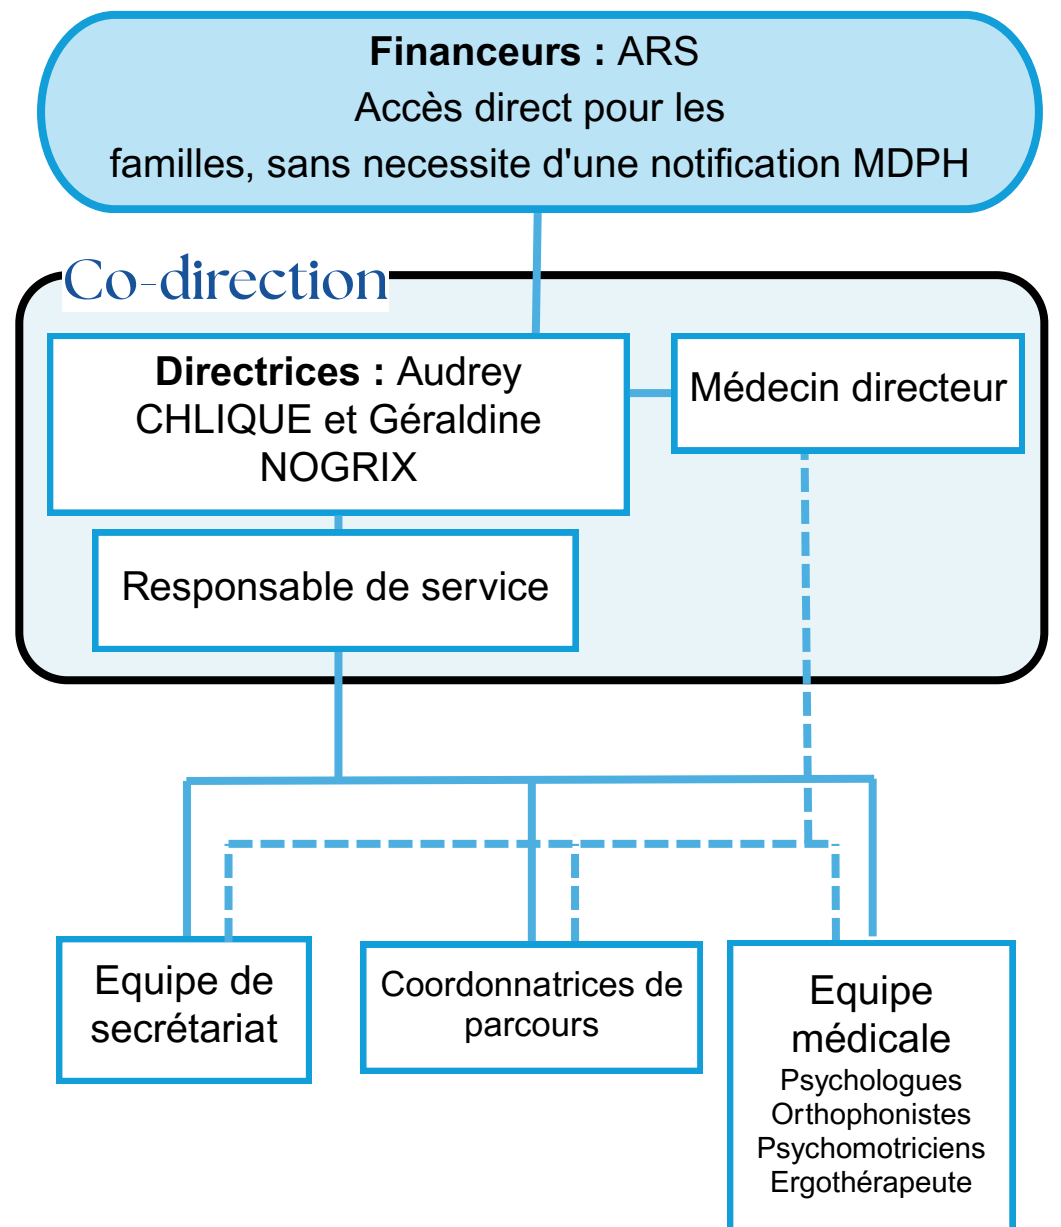 Financeurs : ARS
Accès direct pour les
familles, sans necessite d'une notification MDPH
Co-direction
Directrices : Audrey
CHLIQUE et Géraldine
NOGRIX
Médecin directeur
Responsable de service
Equipe de
secrétariat
Coordonnatrices de
parcours
Equipe
médicale
Psychologues
Orthophonistes
Psychomotriciens
Ergothérapeute